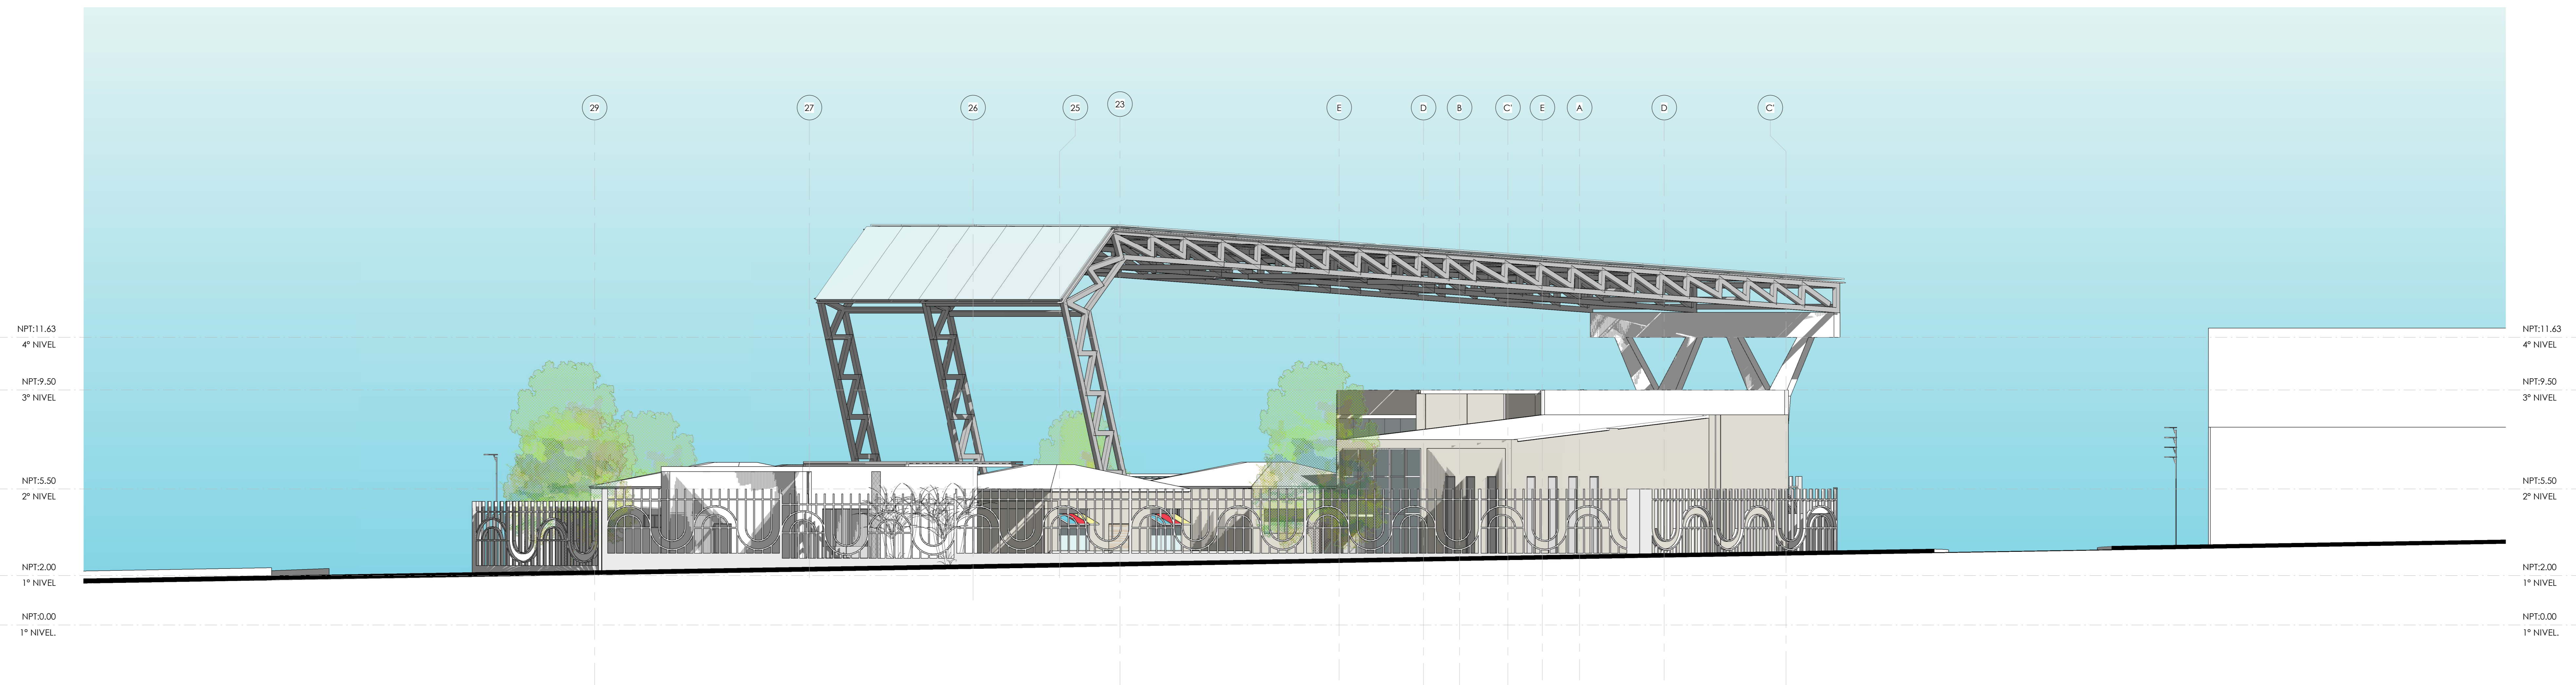 29 27 26 25 23 E D B C' E A D C'
NPT:11.63 NPT:11.63
4° NIVEL 4° NIVEL
NPT:9.50 NPT:9.50
3° NIVEL 3° NIVEL
NPT:5.50 NPT:5.50
2° NIVEL 2° NIVEL
NPT:2.00 NPT:2.00
1° NIVEL 1° NIVEL
NPT:0.00 NPT:0.00
1° NIVEL. 1° NIVEL.